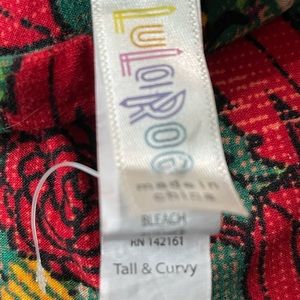 LuLaRoe
made in
china
BLEACH
RN 142161
Tall & Curvy